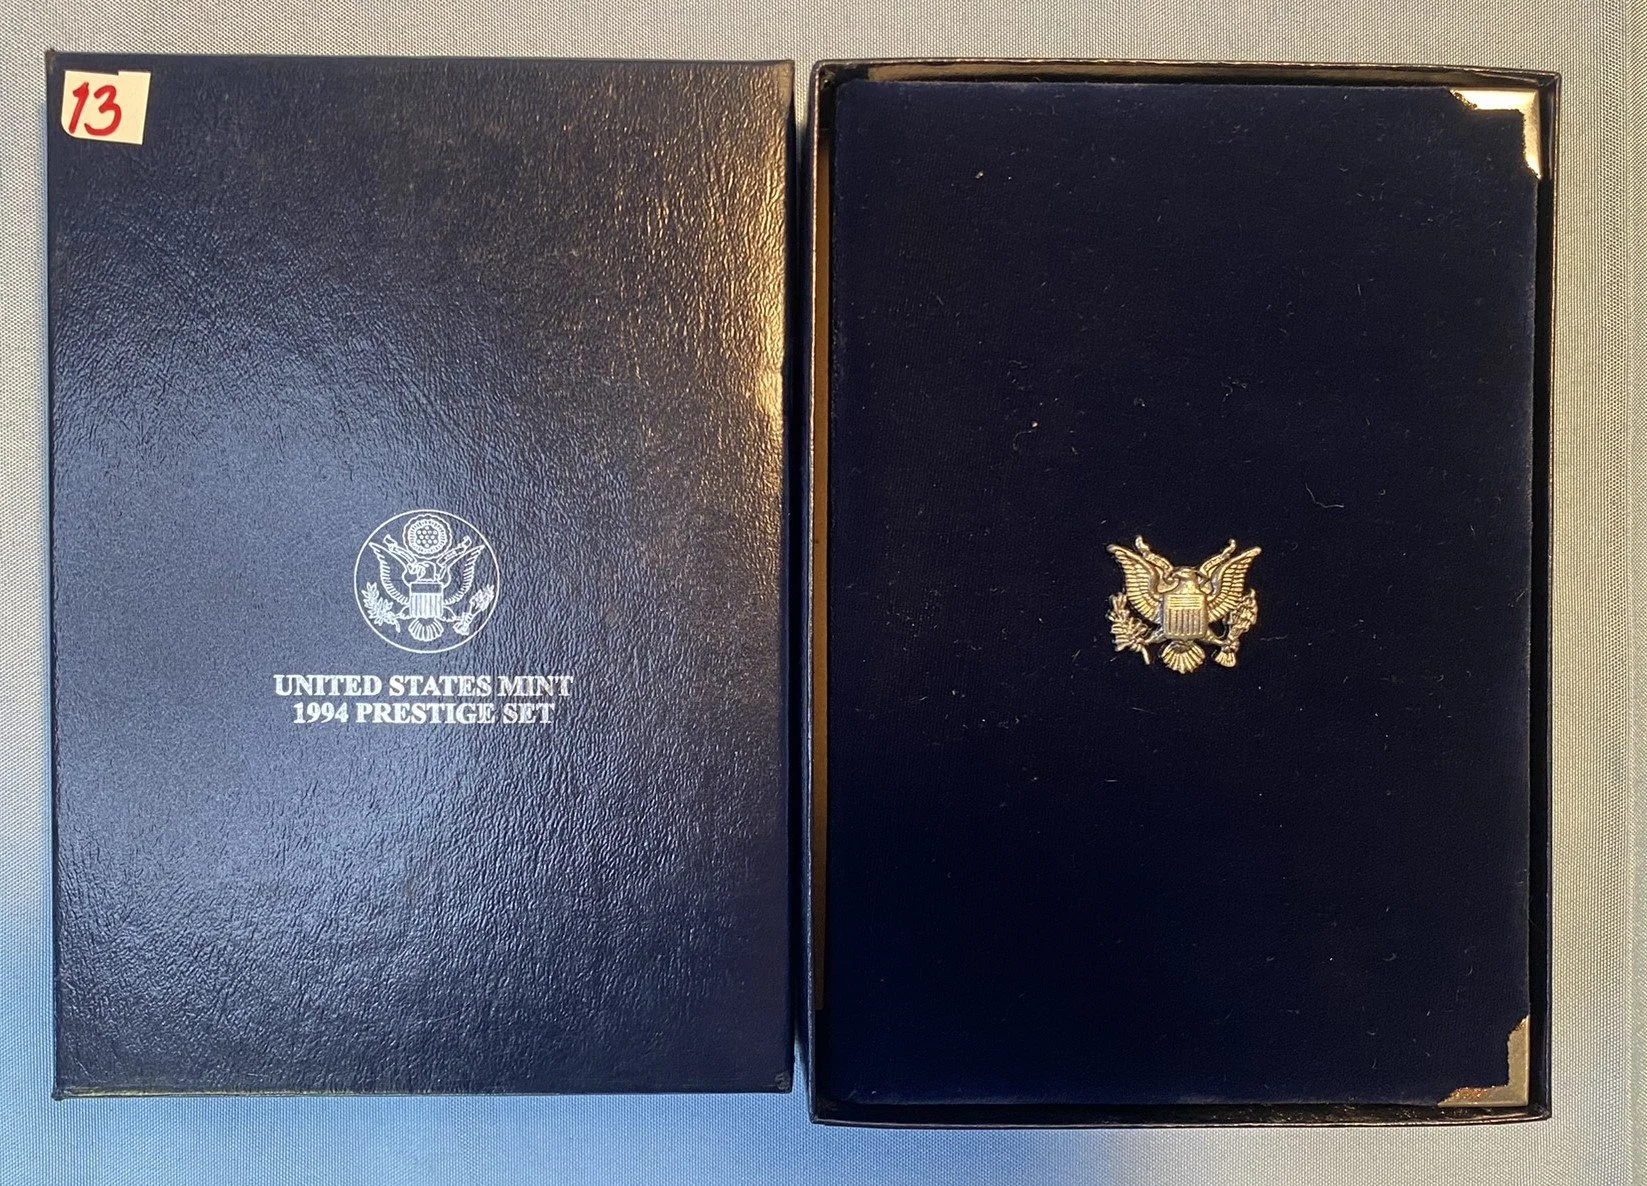 13
UNITED STATES MINT
1994 PRESTIGE SET